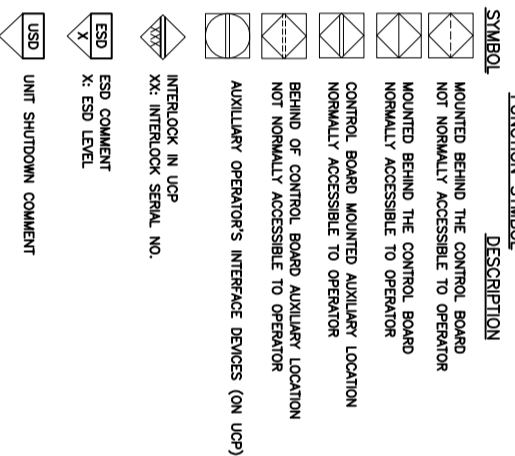 FUNCTION SYMBOL
SYMBOL
DESCRIPTION
MOUNTED BEHIND THE CONTROL BOARD
NOT NORMALLY ACCESSIBLE TO OPERATOR
MOUNTED BEHIND THE CONTROL BOARD
NORMALLY ACCESSIBLE TO OPERATOR
CONTROL BOARD MOUNTED AUXILIARY LOCATION
NORMALLY ACCESSIBLE TO OPERATOR
BEHIND OF CONTROL BOARD AUXILIARY LOCATION
NOT NORMALLY ACCESSIBLE TO OPERATOR
AUXILLIARY OPERATOR'S INTERFACE DEVICES (ON UCP)
XXX
INTERLOCK IN UCP
XX: INTERLOCK SERIAL NO.
ESD
X
ESD COMMENT
X: ESD LEVEL
USD
UNIT SHUTDOWN COMMENT